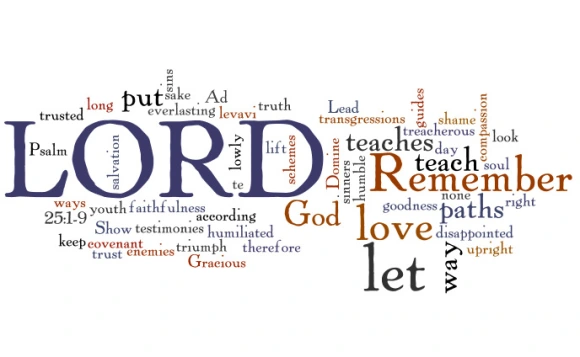 LORD
Remember
let
love
God
teach
teaches
put
paths
way
sins
sake
Ad
long
everlasting
levavi
truth
trusted
Psalm
salvation
lowly
lift
schemes
te
Lead
transgressions
guides
shame
treacherous
compassion
look
day
soul
Domine
sinners
humble
none
right
goodness
disappointed
upright
ways
25:1-9
youth
faithfulness
according
Show
testimonies
humiliated
keep
covenant
triumph
therefore
trust
enemies
Gracious